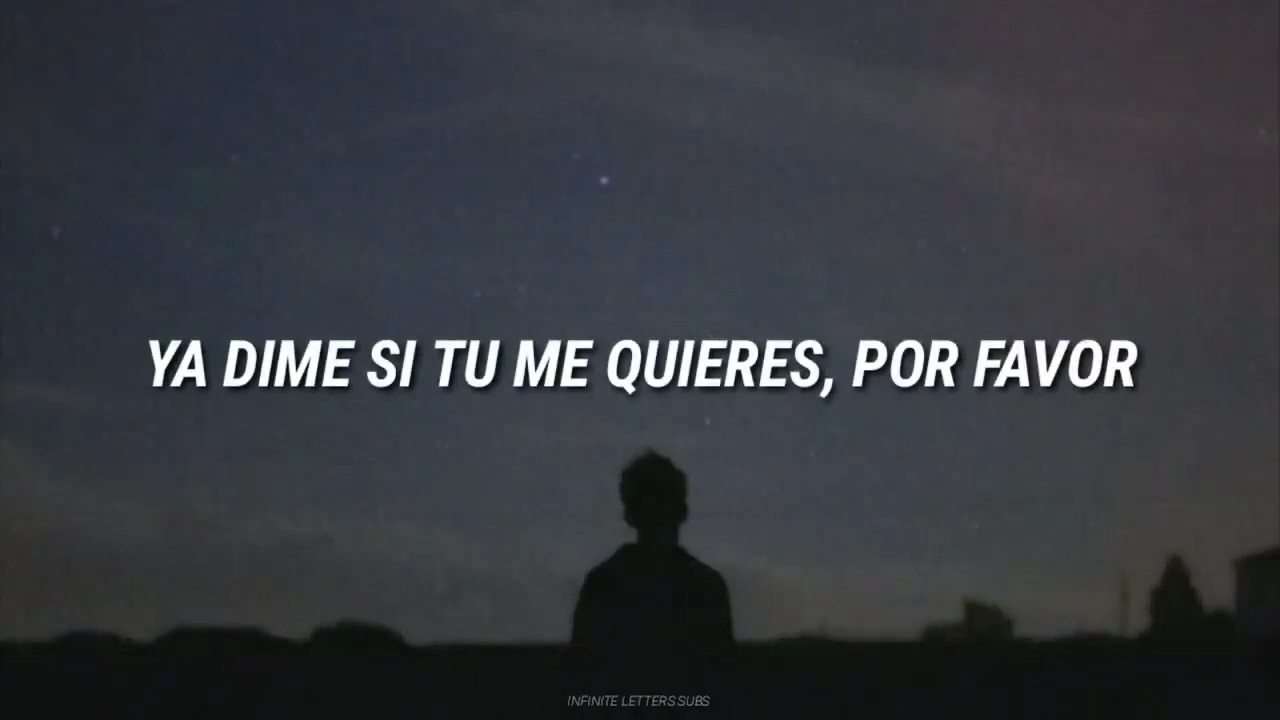 YA DIME SI TU ME QUIERES, POR FAVOR
INFINITE LETTERS SUBS